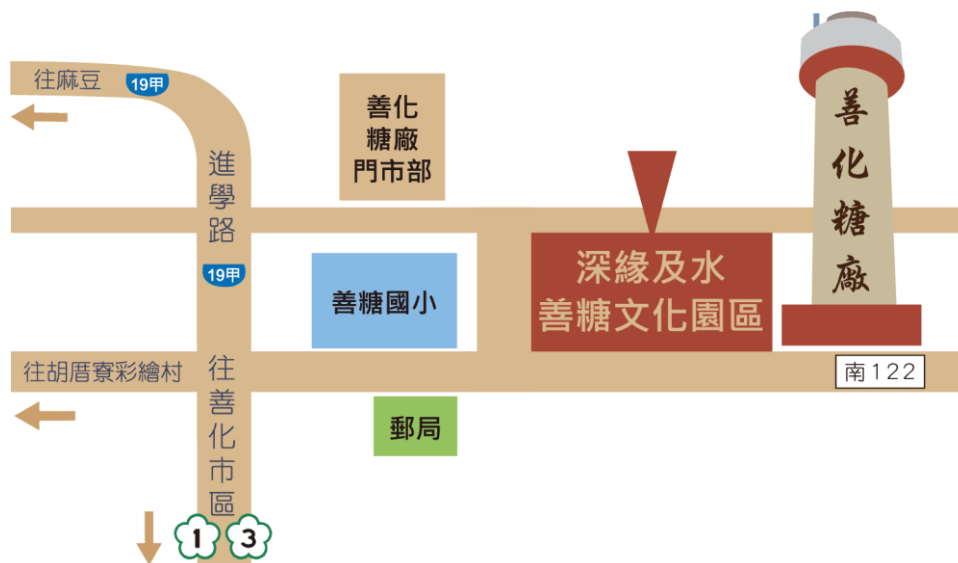 往麻豆
19甲
進學路
19甲
善化
糖廠
門市部
善化糖廠
深緣及水
善糖文化園區
善糖國小
往胡厝寮彩繪村
往善化市區
南122
郵局
1
3